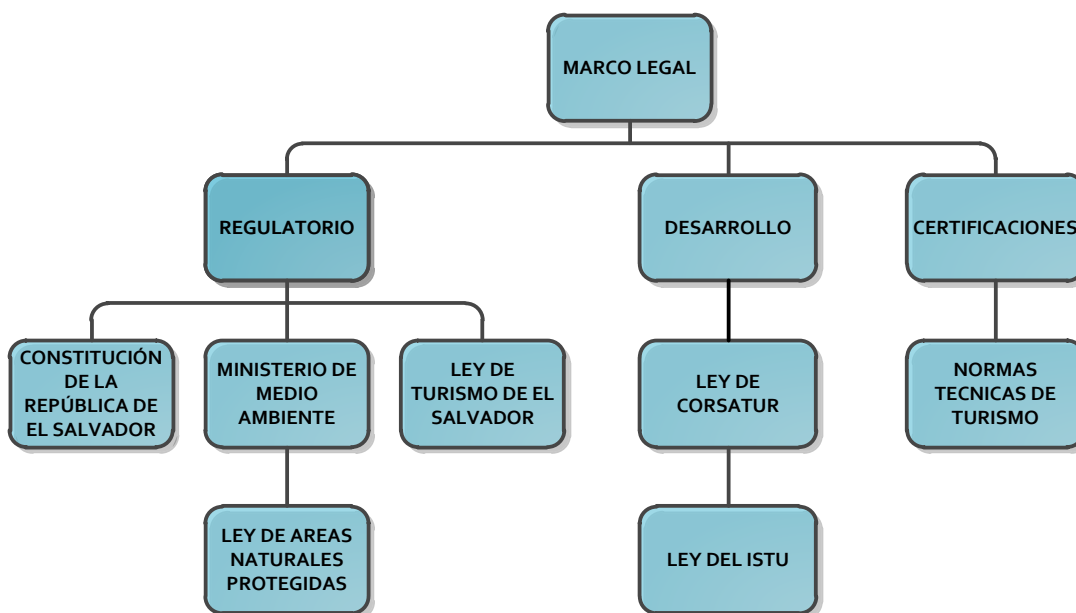 MARCO LEGAL
REGULATORIO
DESARROLLO
CERTIFICACIONES
CONSTITUCIÓN
DE LA
REPÚBLICA DE
EL SALVADOR
MINISTERIO DE
MEDIO
AMBIENTE
LEY DE
TURISMO DE EL
SALVADOR
LEY DE
CORSATUR
NORMAS
TECNICAS DE
TURISMO
LEY DE AREAS
NATURALES
PROTEGIDAS
LEY DEL ISTU